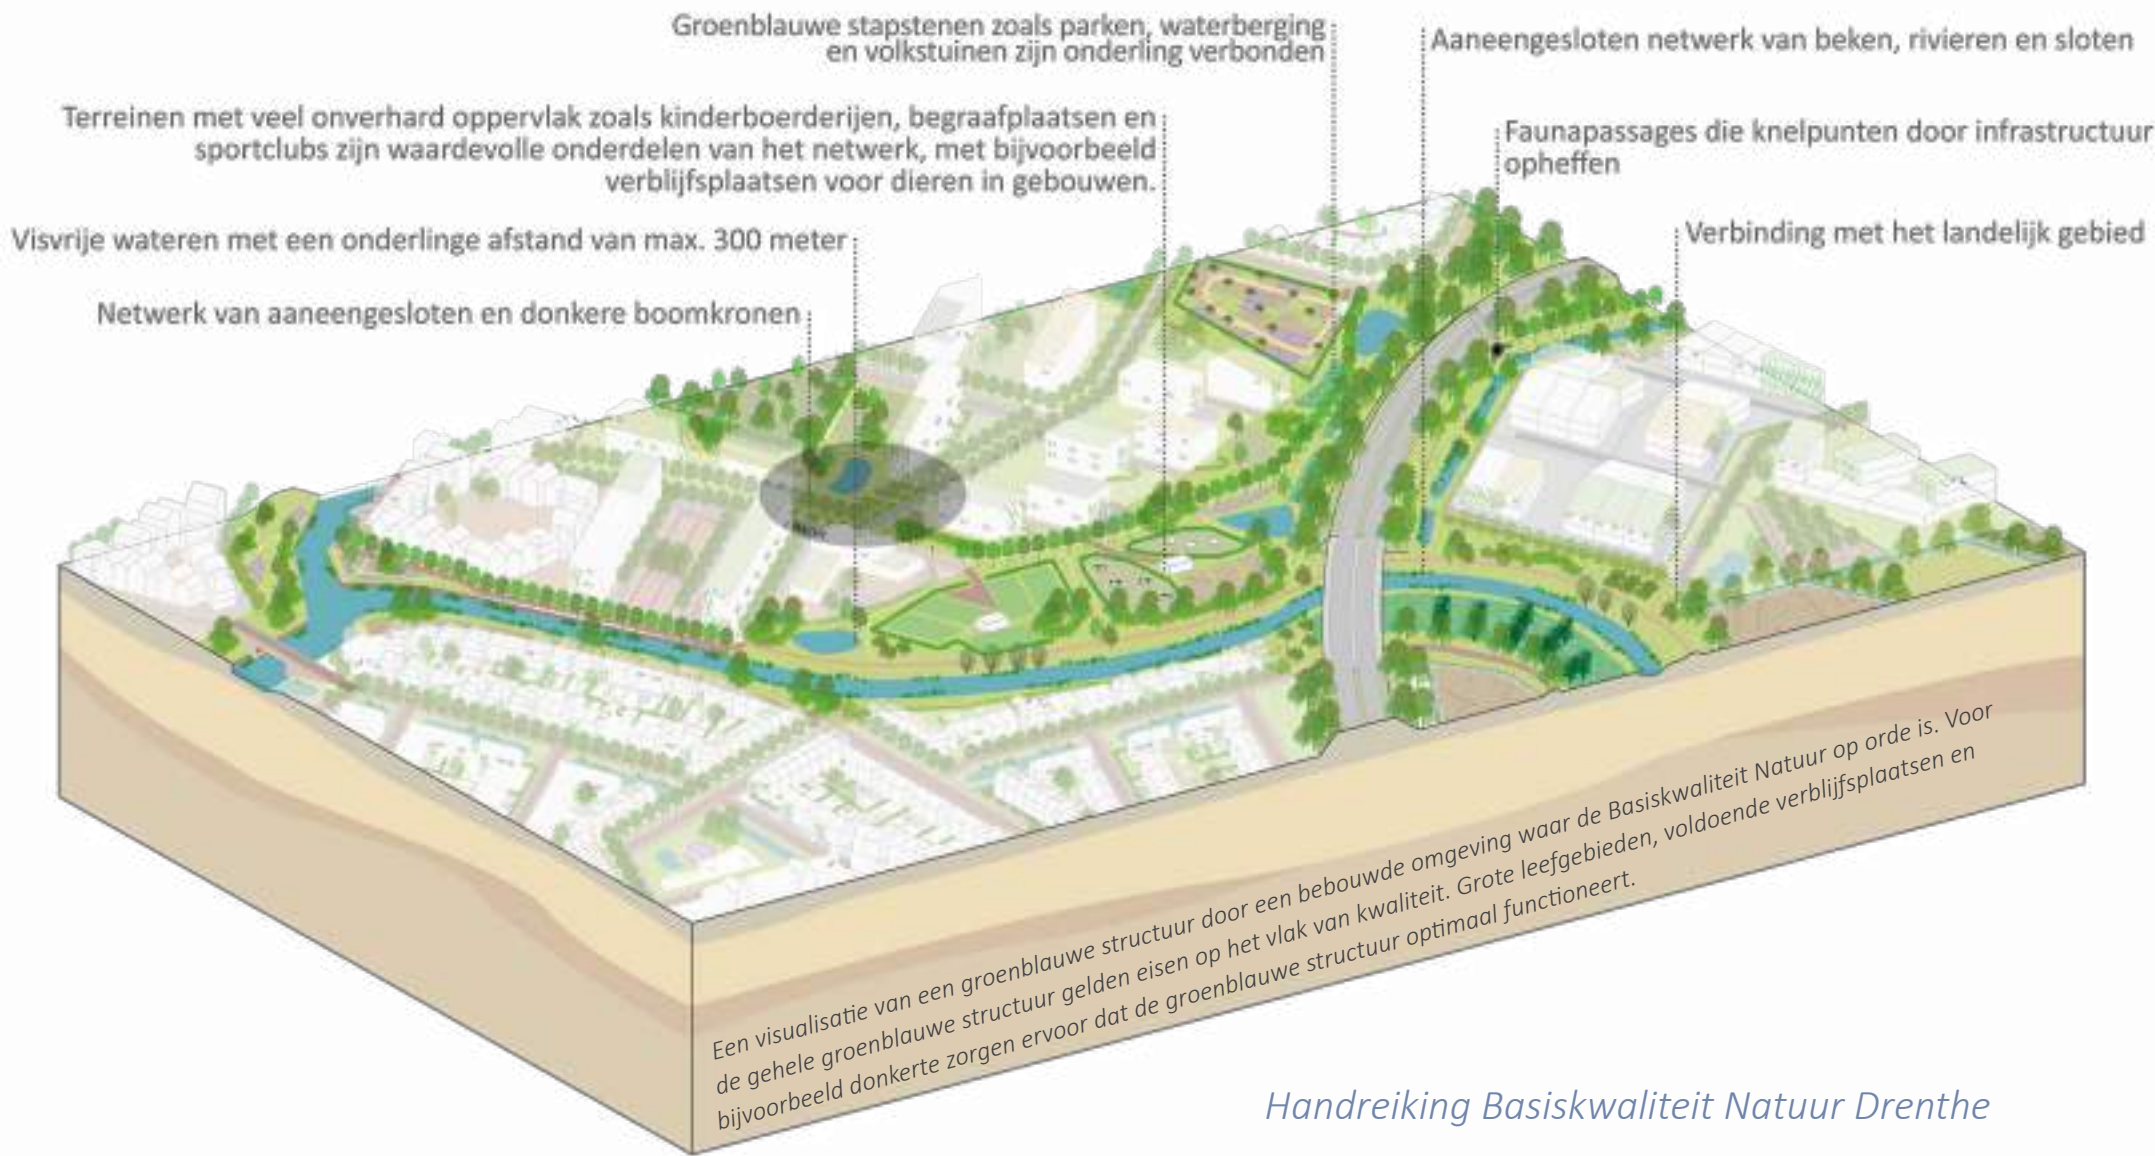 Groenblauwe stapstenen zoals parken, waterberging
en volkstuinen zijn onderling verbonden
Aaneengesloten netwerk van beken, rivieren en sloten
Terreinen met veel onverhard oppervlak zoals kinderboerderijen, begraafplaatsen en
sportclubs zijn waardevolle onderdelen van het netwerk, met bijvoorbeeld
verblijfsplaatsen voor dieren in gebouwen.
Faunapassages die knelpunten door infrastructuur
opheffen
Visvrije wateren met een onderlinge afstand van max. 300 meter
Verbinding met het landelijk gebied
Netwerk van aaneengesloten en donkere boomkronen
Een visualisatie van een groenblauwe structuur door een bebouwde omgeving waar de Basiskwaliteit Natuur op orde is. Voor
de gehele groenblauwe structuur gelden eisen op het vlak van kwaliteit. Grote leefgebieden, voldoende verblijfsplaatsen en
bijvoorbeeld donkerte zorgen ervoor dat de groenblauwe structuur optimaal functioneert.
Handreiking Basiskwaliteit Natuur Drenthe